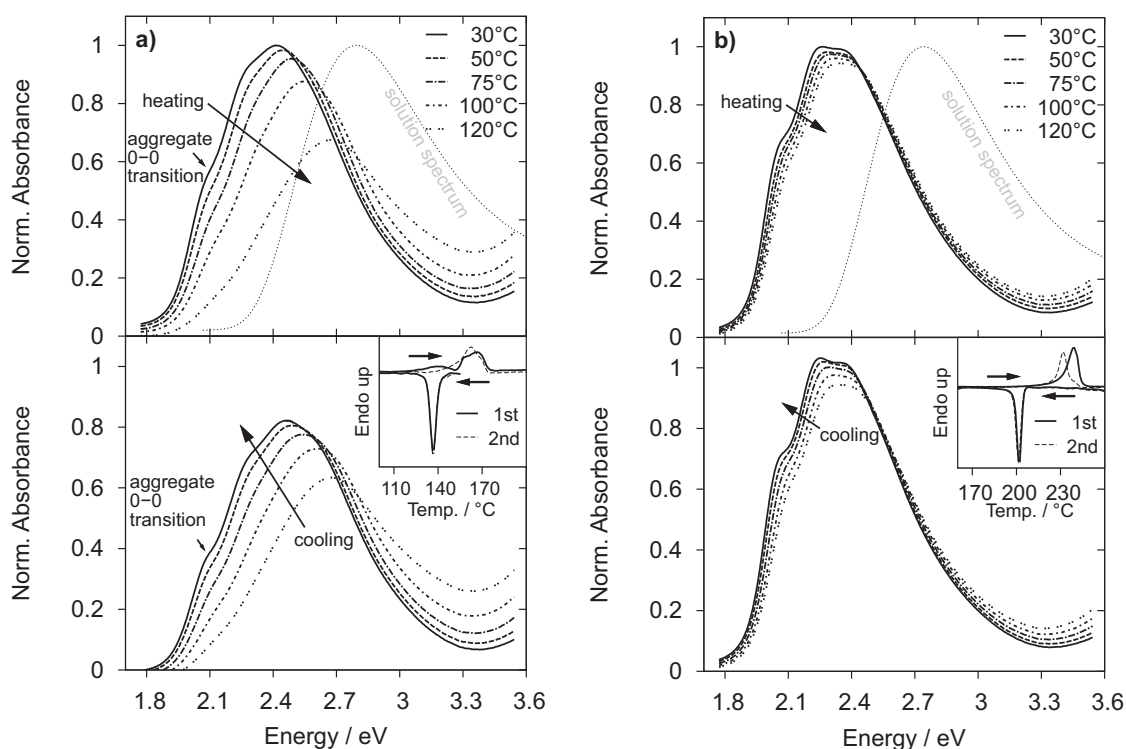 a)
Norm. Absorbance
1
0.8
0.6
0.4
0.2
0
30°C
50°C
75°C
100°C
120°C
heating
aggregate
0−0
transition
solution spectrum
Norm. Absorbance
1
0.8
0.6
0.4
0.2
0
aggregate
0−0
transition
cooling
Endo up
1st
2nd
110 140 170
Temp. / °C
1.8 2.1 2.4 2.7 3 3.3 3.6
Energy / eV
b)
Norm. Absorbance
1
0.8
0.6
0.4
0.2
0
30°C
50°C
75°C
100°C
120°C
heating
solution spectrum
Norm. Absorbance
1
0.8
0.6
0.4
0.2
0
cooling
Endo up
1st
2nd
170 200 230
Temp. / °C
1.8 2.1 2.4 2.7 3 3.3 3.6
Energy / eV